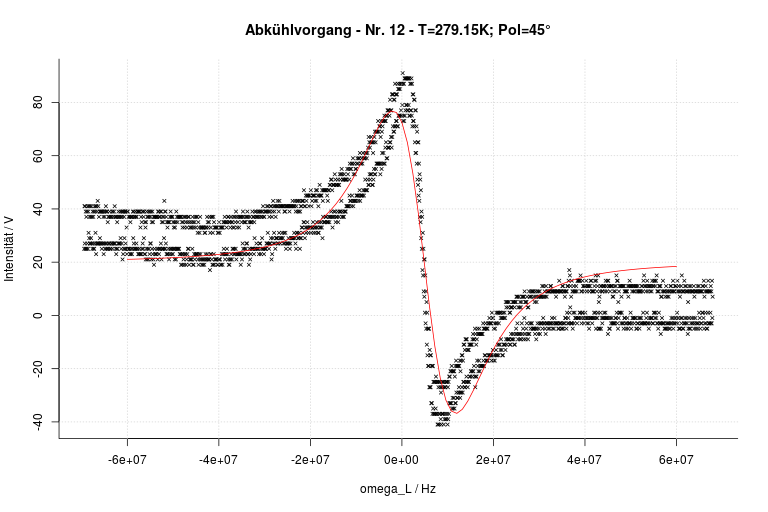 Abkühlvorgang - Nr. 12 - T=279.15K; Pol=45°
Intensität / V
80
60
40
20
0
-20
-40
-6e+07 -4e+07 -2e+07 0e+00 2e+07 4e+07 6e+07
omega_L / Hz